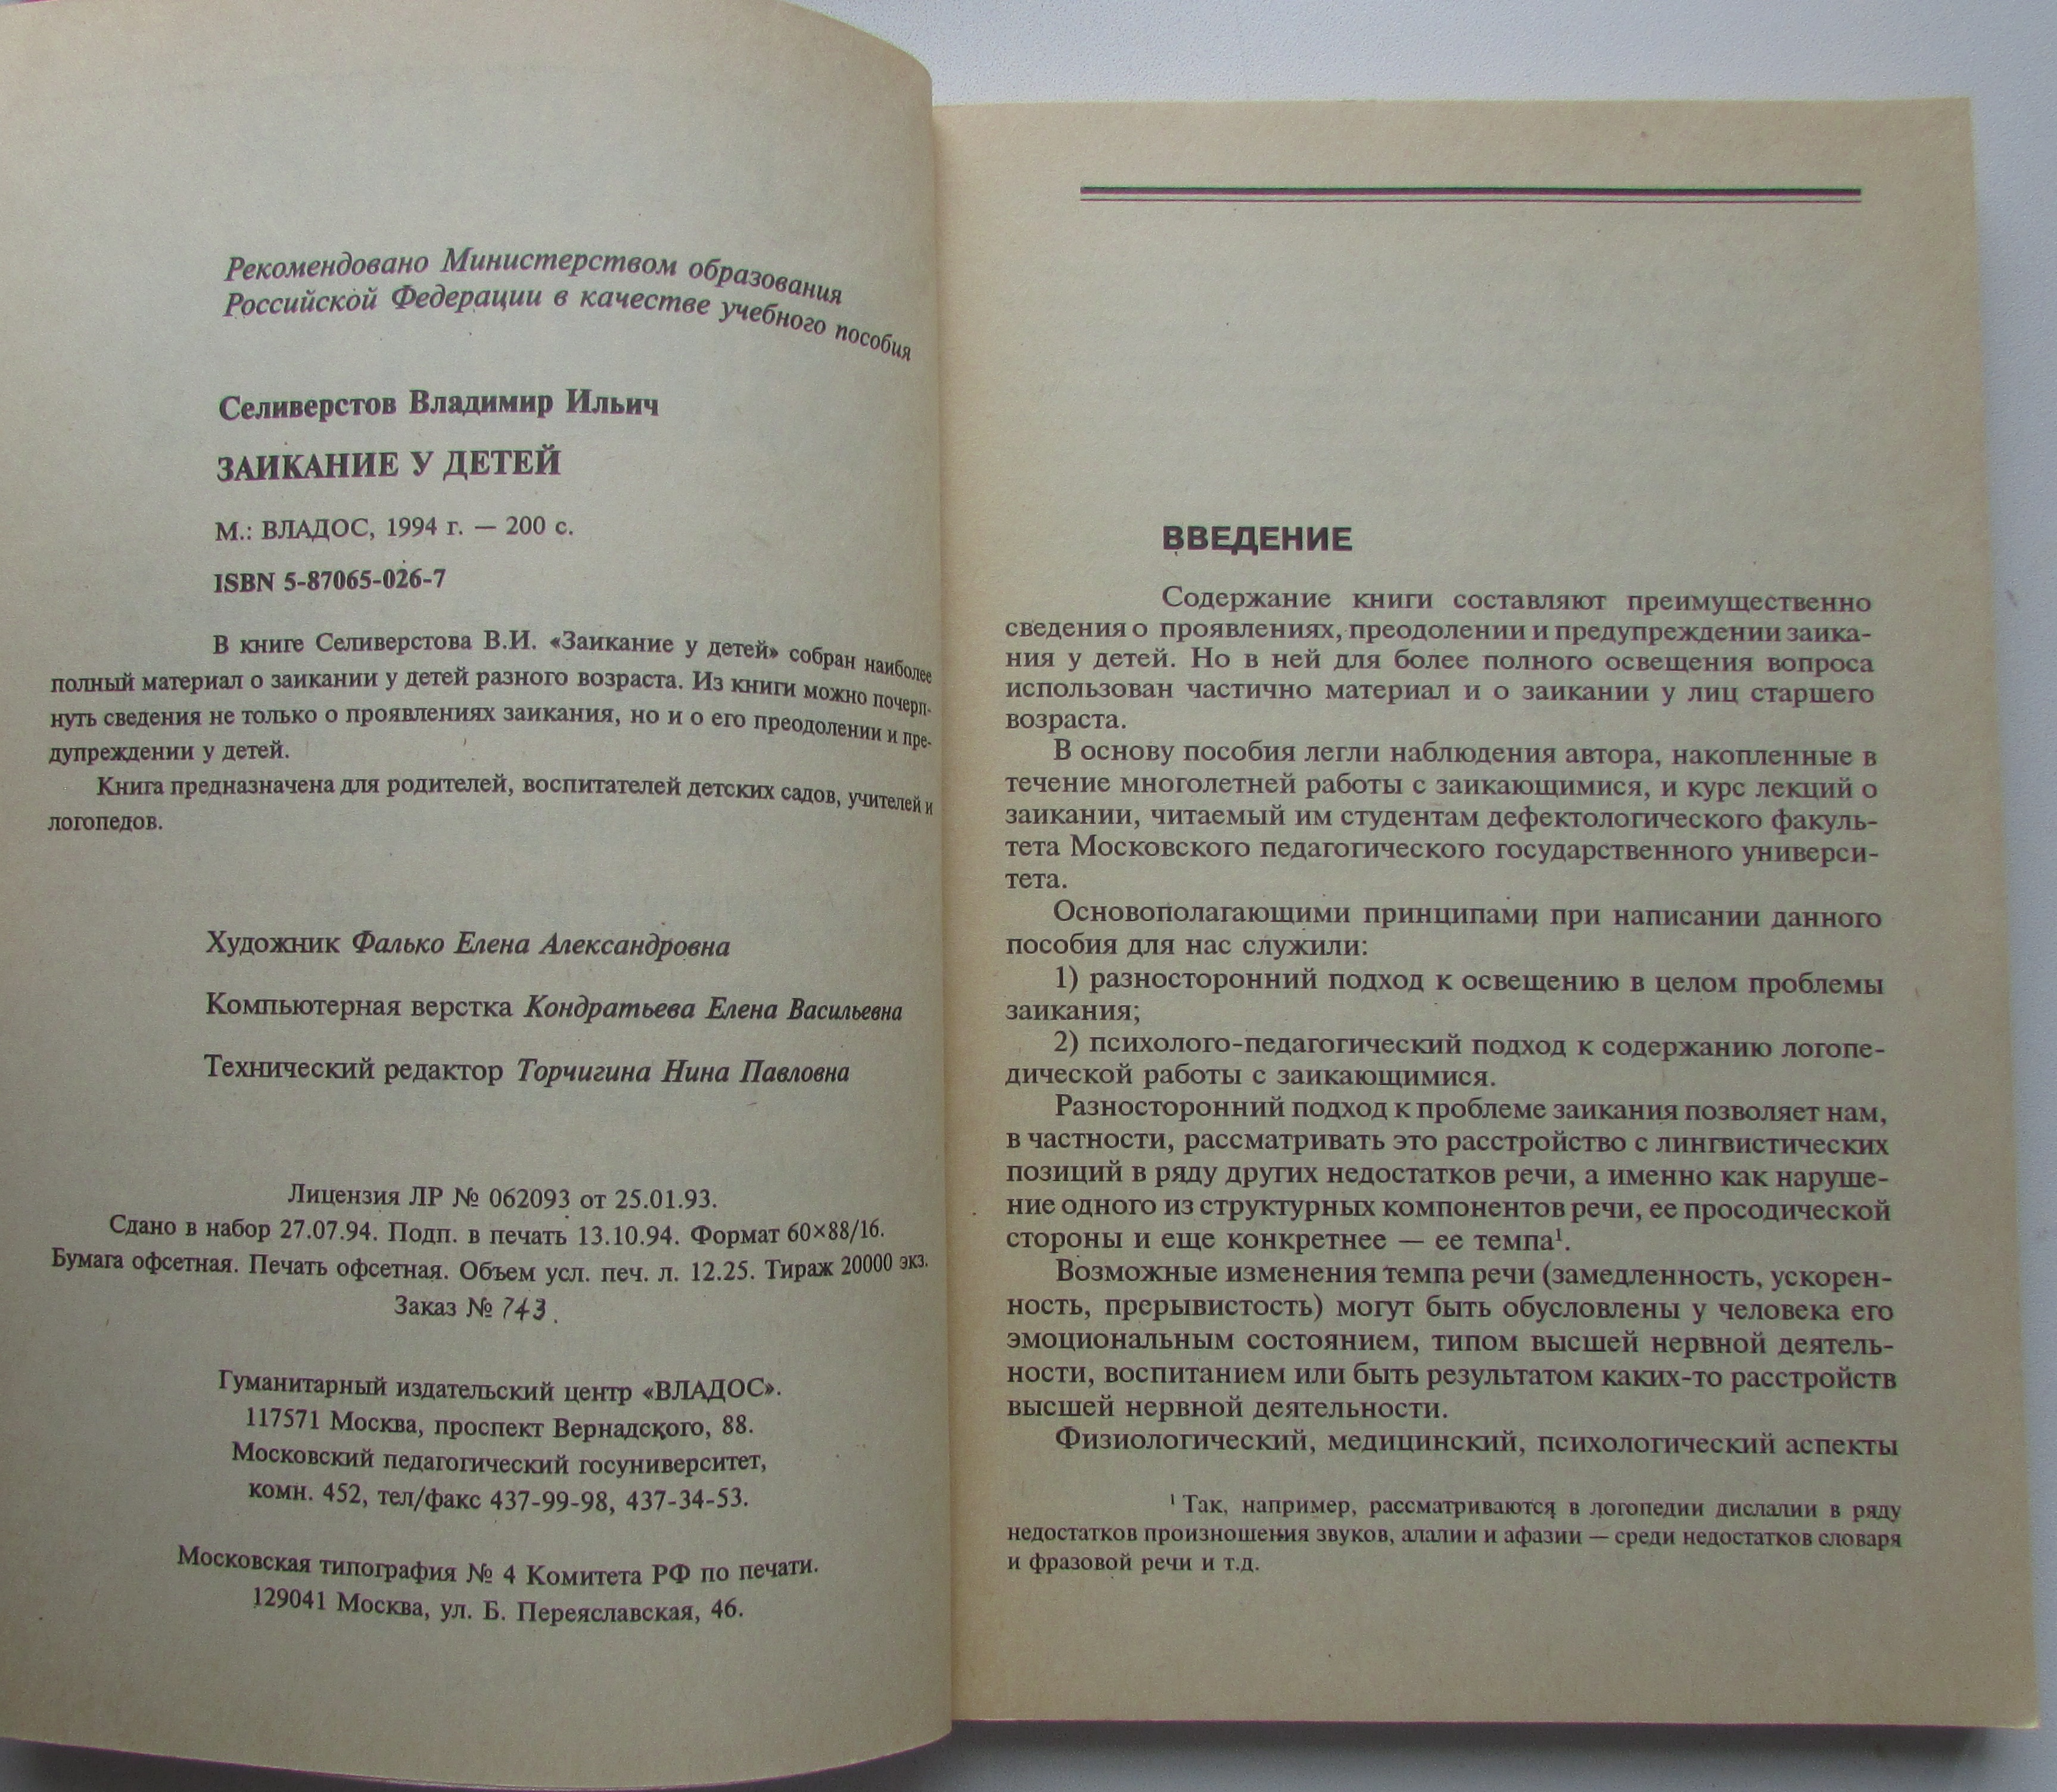 Рекомендовано Министерством образования
Российской Федерации в качестве учебного пособия
Селиверстов Владимир Ильич
ЗАИКАНИЕ У ДЕТЕЙ
М.: ВЛАДОС, 1994 г. — 200 с.
ISBN 5-87065-026-7
В книге Селиверстова В.И. «Заикание у детей» собран наиболее
полный материал о заикании у детей разного возраста. Из книги можно почерп-
нуть сведения не только о проявлениях заикания, но и о его преодолении и пре-
дупреждении у детей.
Книга предназначена для родителей, воспитателей детских садов, учителей и
логопедов.
Художник Фалько Елена Александровна
Компьютерная верстка Кондратьева Елена Васильевна
Технический редактор Торчигина Нина Павловна
Лицензия ЛР № 062093 от 25.01.93.
Сдано в набор 27.07.94. Подп. в печать 13.10.94. Формат 60×88/16.
Бумага офсетная. Печать офсетная. Объем усл. печ. л. 12.25. Тираж 20000 экз.
Заказ № 743.
Гуманитарный издательский центр «ВЛАДОС».
117571 Москва, проспект Вернадского, 88.
Московский педагогический госуниверситет,
комн. 452, тел/факс 437-99-98, 437-34-53.
Московская типография № 4 Комитета РФ по печати.
129041 Москва, ул. Б. Переяславская, 46.
ВВЕДЕНИЕ
Содержание книги составляют преимущественно
сведения о проявлениях, преодолении и предупреждении заика-
ния у детей. Но в ней для более полного освещения вопроса
использован частично материал и о заикании у лиц старшего
возраста.
В основу пособия легли наблюдения автора, накопленные в
течение многолетней работы с заикающимися, и курс лекций о
заикании, читаемый им студентам дефектологического факуль-
тета Московского педагогического государственного универси-
тета.
Основополагающими принципами при написании данного
пособия для нас служили:
1) разносторонний подход к освещению в целом проблемы
заикания;
2) психолого-педагогический подход к содержанию логопе-
дической работы с заикающимися.
Разносторонний подход к проблеме заикания позволяет нам,
в частности, рассматривать это расстройство с лингвистических
позиций в ряду других недостатков речи, а именно как наруше-
ние одного из структурных компонентов речи, ее просодической
стороны и еще конкретнее — ее темпа¹.
Возможные изменения темпа речи (замедленность, ускорен-
ность, прерывистость) могут быть обусловлены у человека его
эмоциональным состоянием, типом высшей нервной деятель-
ности, воспитанием или быть результатом каких-то расстройств
высшей нервной деятельности.
Физиологический, медицинский, психологический аспекты
¹ Так, например, рассматриваются в логопедии дислалии в ряду
недостатков произношения звуков, алалии и афазии — среди недостатков словаря
и фразовой речи и т.д.